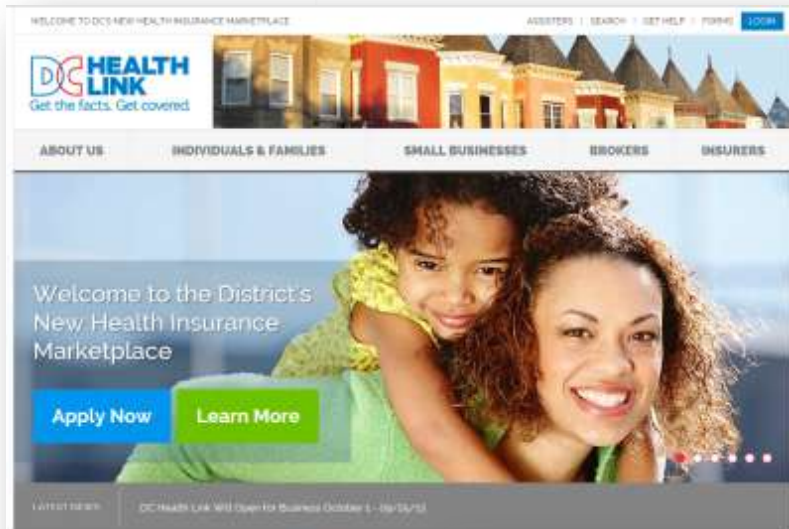 WELCOME TO DC'S NEW HEALTH INSURANCE MARKETPLACE
ASSISTERS | SEARCH | GET HELP | FORMS LOGIN
DC HEALTH LINK
Get the facts. Get covered.
ABOUT US INDIVIDUALS & FAMILIES SMALL BUSINESSES BROKERS INSURERS
Welcome to the District's
New Health Insurance
Marketplace
Apply Now Learn More
LATEST NEWS DC Health Link Will Open for Business October 1 -